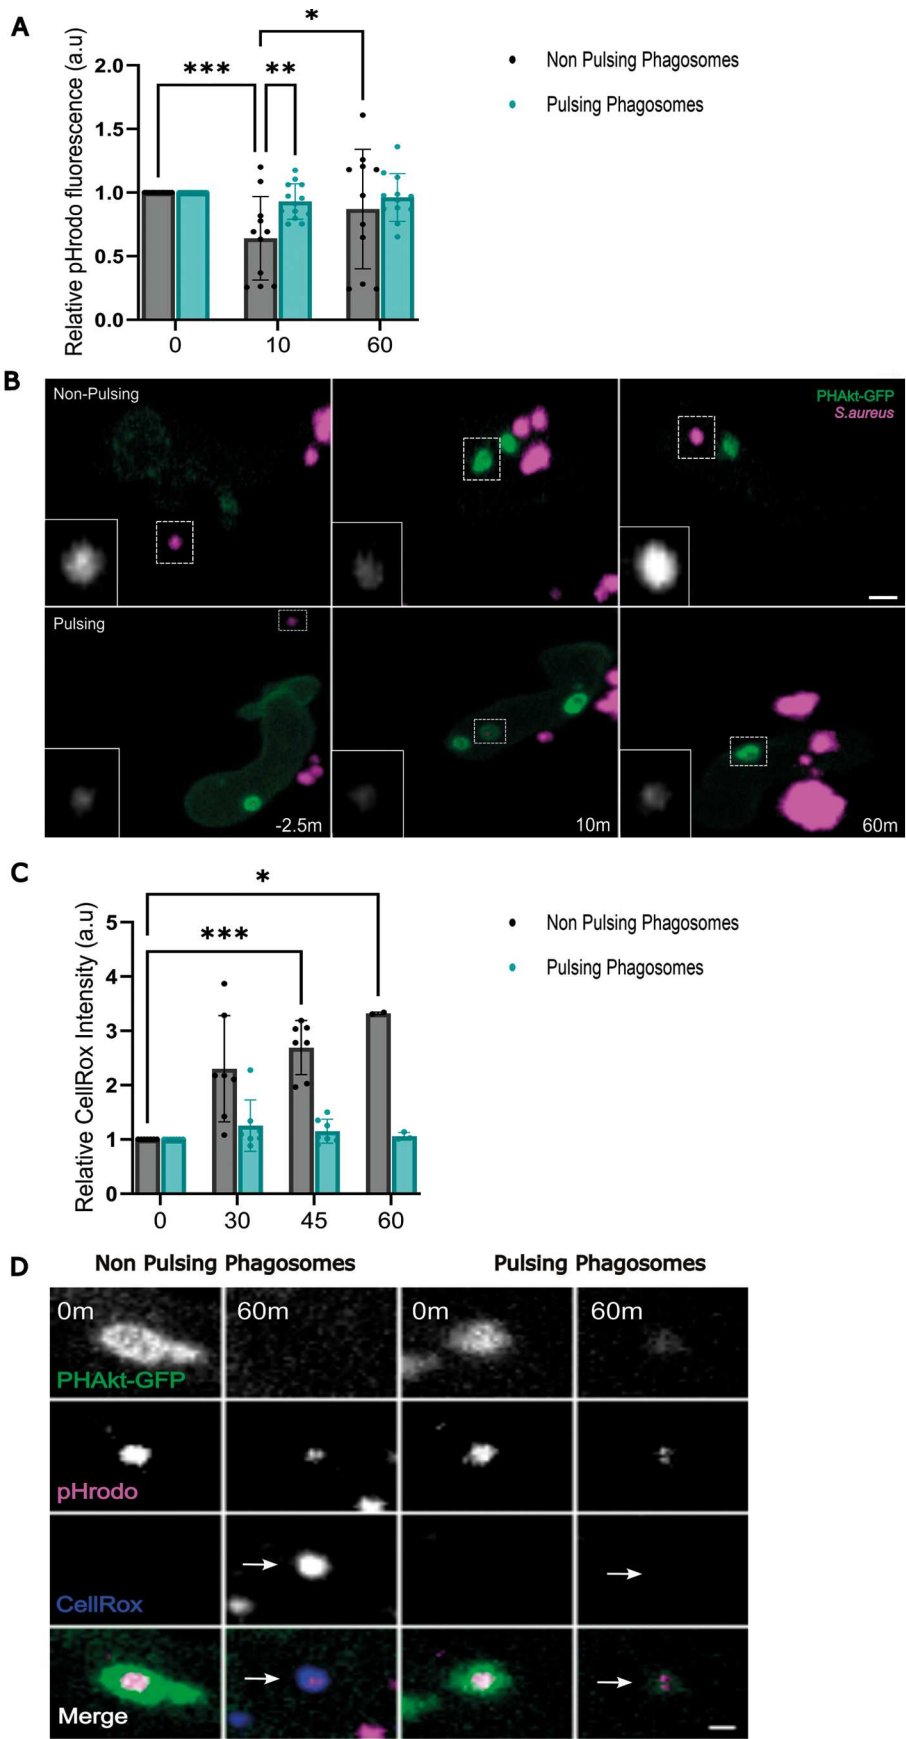 A
Relative pHrodo fluorescence (a.u)
2.0
1.5
1.0
0.5
0.0
***
**
*
0
10
60
Non Pulsing Phagosomes
Pulsing Phagosomes
B
Non-Pulsing
PHAkt-GFP
S.aureus
Pulsing
-2.5m
10m
60m
C
Relative CellRox Intensity (a.u)
5
4
3
2
1
0
*
***
0
30
45
60
Non Pulsing Phagosomes
Pulsing Phagosomes
D
Non Pulsing Phagosomes
Pulsing Phagosomes
0m
60m
0m
60m
PHAkt-GFP
pHrodo
CellRox
Merge